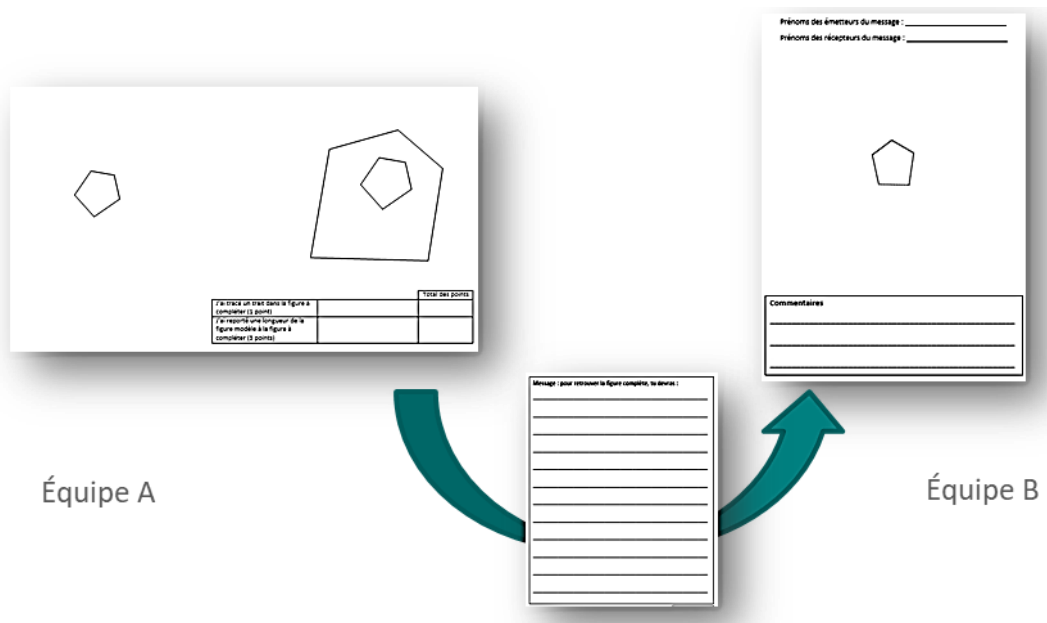 Prénoms des émetteurs du message :
Prénoms des récepteurs du message :
Total des points
J'ai tracé un trait dans la figure à
compléter (1 point)
J'ai reporté une longueur de la
figure modèle à la figure à
compléter (3 points)
Commentaires
Message : pour retrouver la figure complète, tu devras :
Équipe A
Équipe B